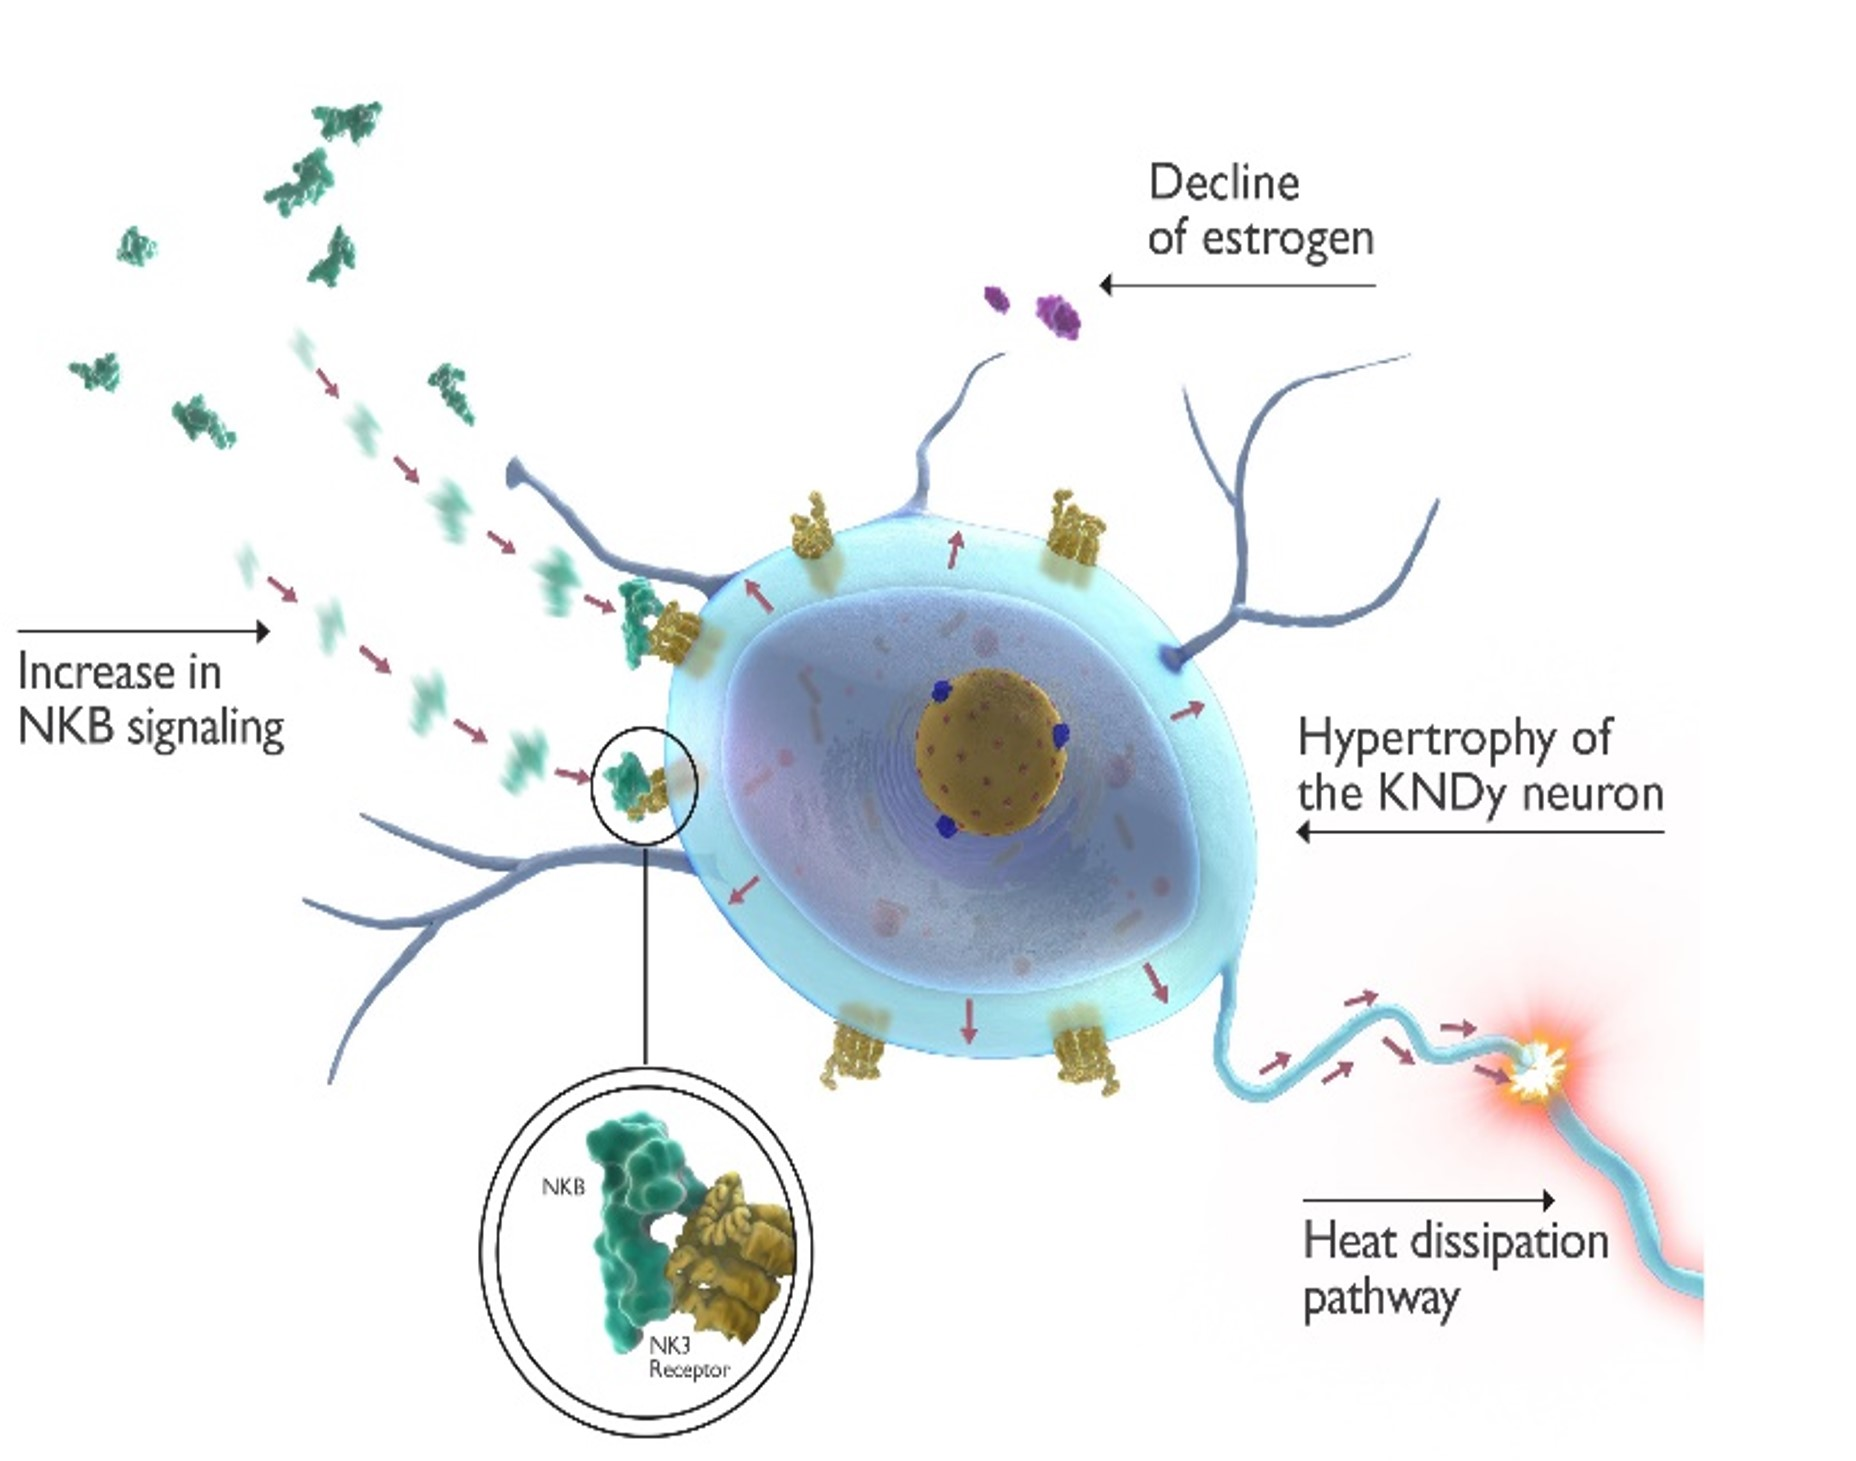 Decline
of estrogen
Increase in
NKB signaling
Hypertrophy of
the KNDy neuron
NKB
NK3
Receptor
Heat dissipation
pathway